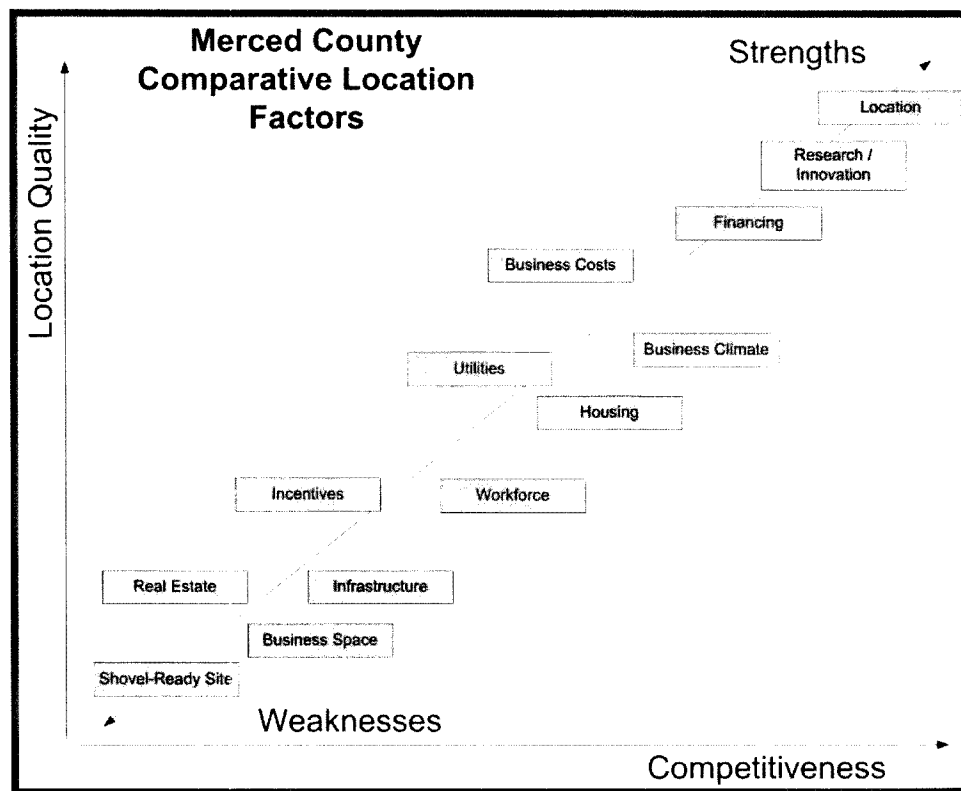 Merced County
Comparative Location
Factors
Strengths
Location Quality
Location
Research /
Innovation
Financing
Business Costs
Business Climate
Utilities
Housing
Incentives
Workforce
Real Estate
Infrastructure
Business Space
Shovel-Ready Site
Weaknesses
Competitiveness